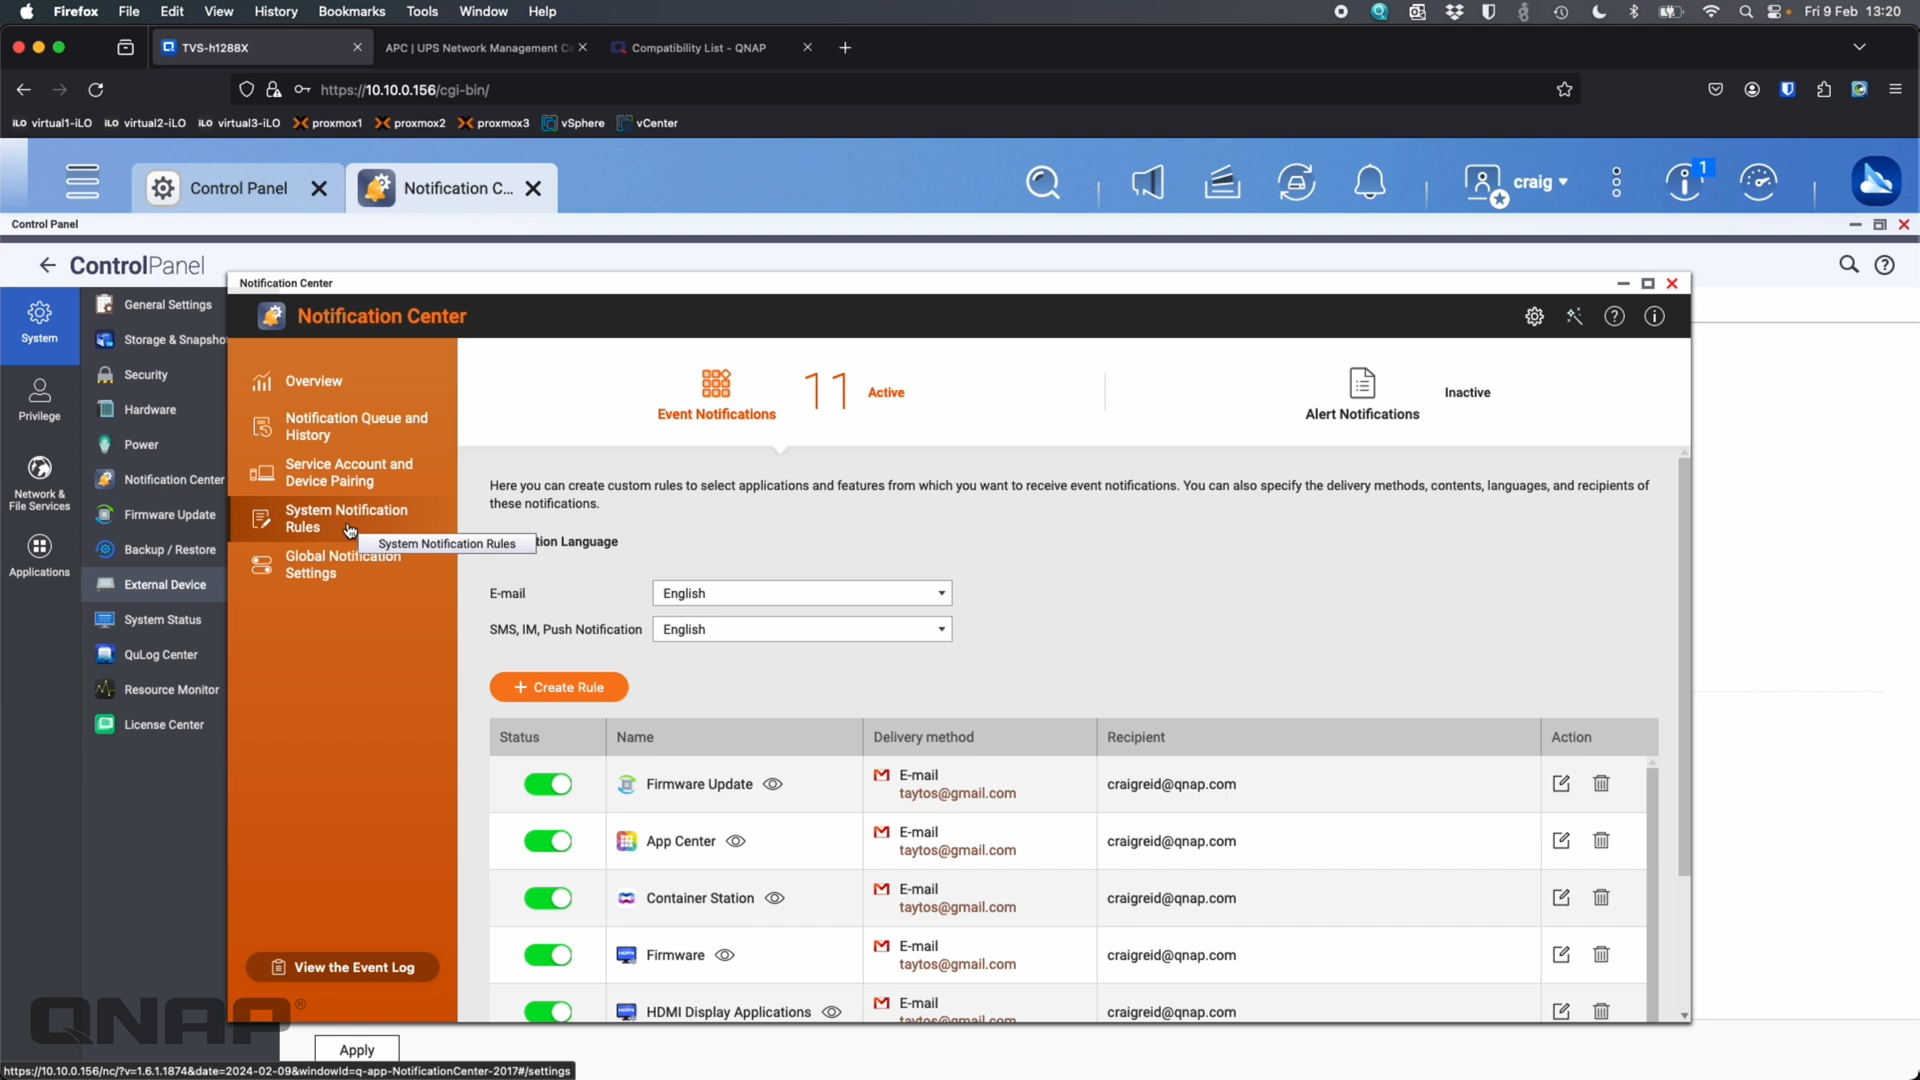 Firefox File Edit View History Bookmarks Tools Window Help Fri 9 Feb 13:20
TVS-h1288X APC | UPS Network Management Ca Compatibility List - QNAP
https://10.10.0.156/cgi-bin/
iLO virtual1-iLO iLO virtual2-iLO iLO virtual3-iLO proxmox1 proxmox2 proxmox3 vSphere vCenter
Control Panel Notification C... craig 1
Control Panel
ControlPanel
System
Privilege
Network &
File Services
Applications
General Settings
Storage & Snapsho
Security
Hardware
Power
Notification Center
Firmware Update
Backup / Restore
External Device
System Status
QuLog Center
Resource Monitor
License Center
Notification Center
Notification Center
Overview
Notification Queue and
History
Service Account and
Device Pairing
System Notification
Rules
System Notification Rules
Global Notification
Settings
View the Event Log
Event Notifications 11 Active
Alert Notifications Inactive
Here you can create custom rules to select applications and features from which you want to receive event notifications. You can also specify the delivery methods, contents, languages, and recipients of
these notifications.
tion Language
E-mail English
SMS, IM, Push Notification English
+ Create Rule
Status Name Delivery method Recipient Action
Firmware Update E-mail craigreid@qnap.com
taytos@gmail.com
App Center E-mail craigreid@qnap.com
taytos@gmail.com
Container Station E-mail craigreid@qnap.com
taytos@gmail.com
Firmware E-mail craigreid@qnap.com
taytos@gmail.com
HDMI Display Applications E-mail craigreid@qnap.com
taytos@gmail.com
QNAP®
Apply
https://10.10.0.156/nc/?v=1.6.1.1874&date=2024-02-09&windowId=q-app-NotificationCenter-2017#/settings